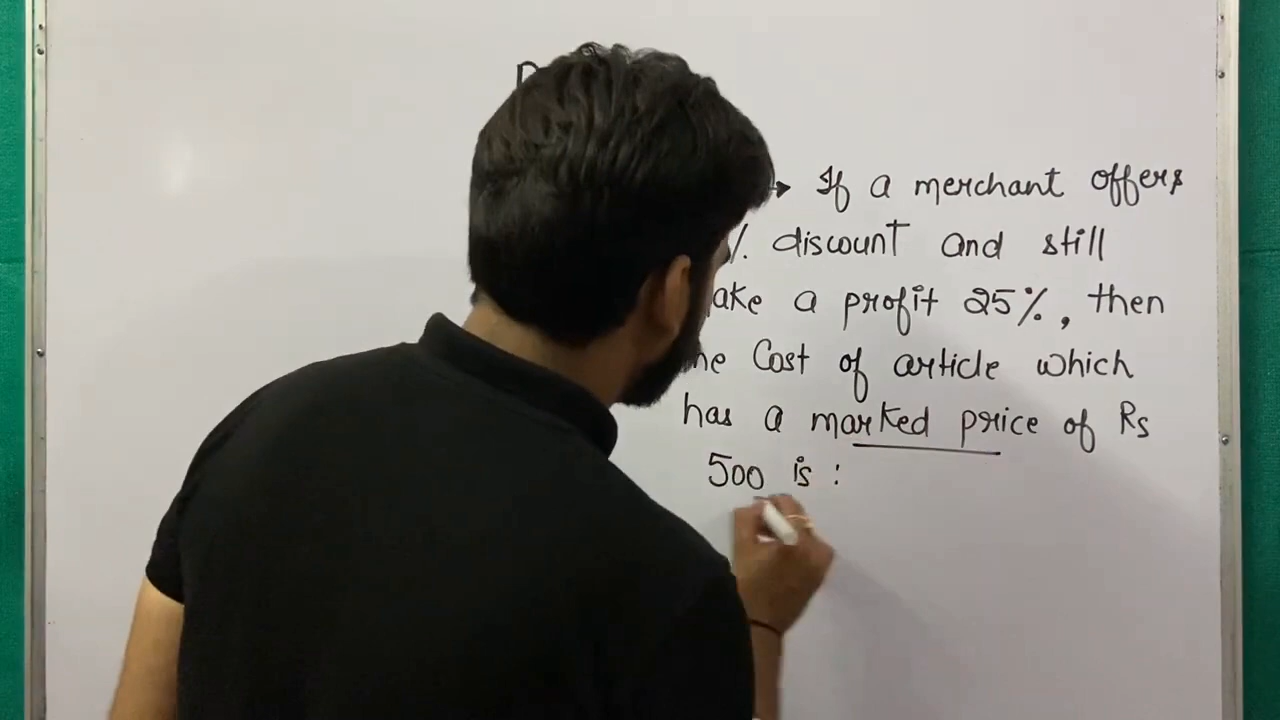 If a merchant offers
% discount and still
ake a profit 25%, then
he Cost of article which
has a marked price of Rs
500 is :